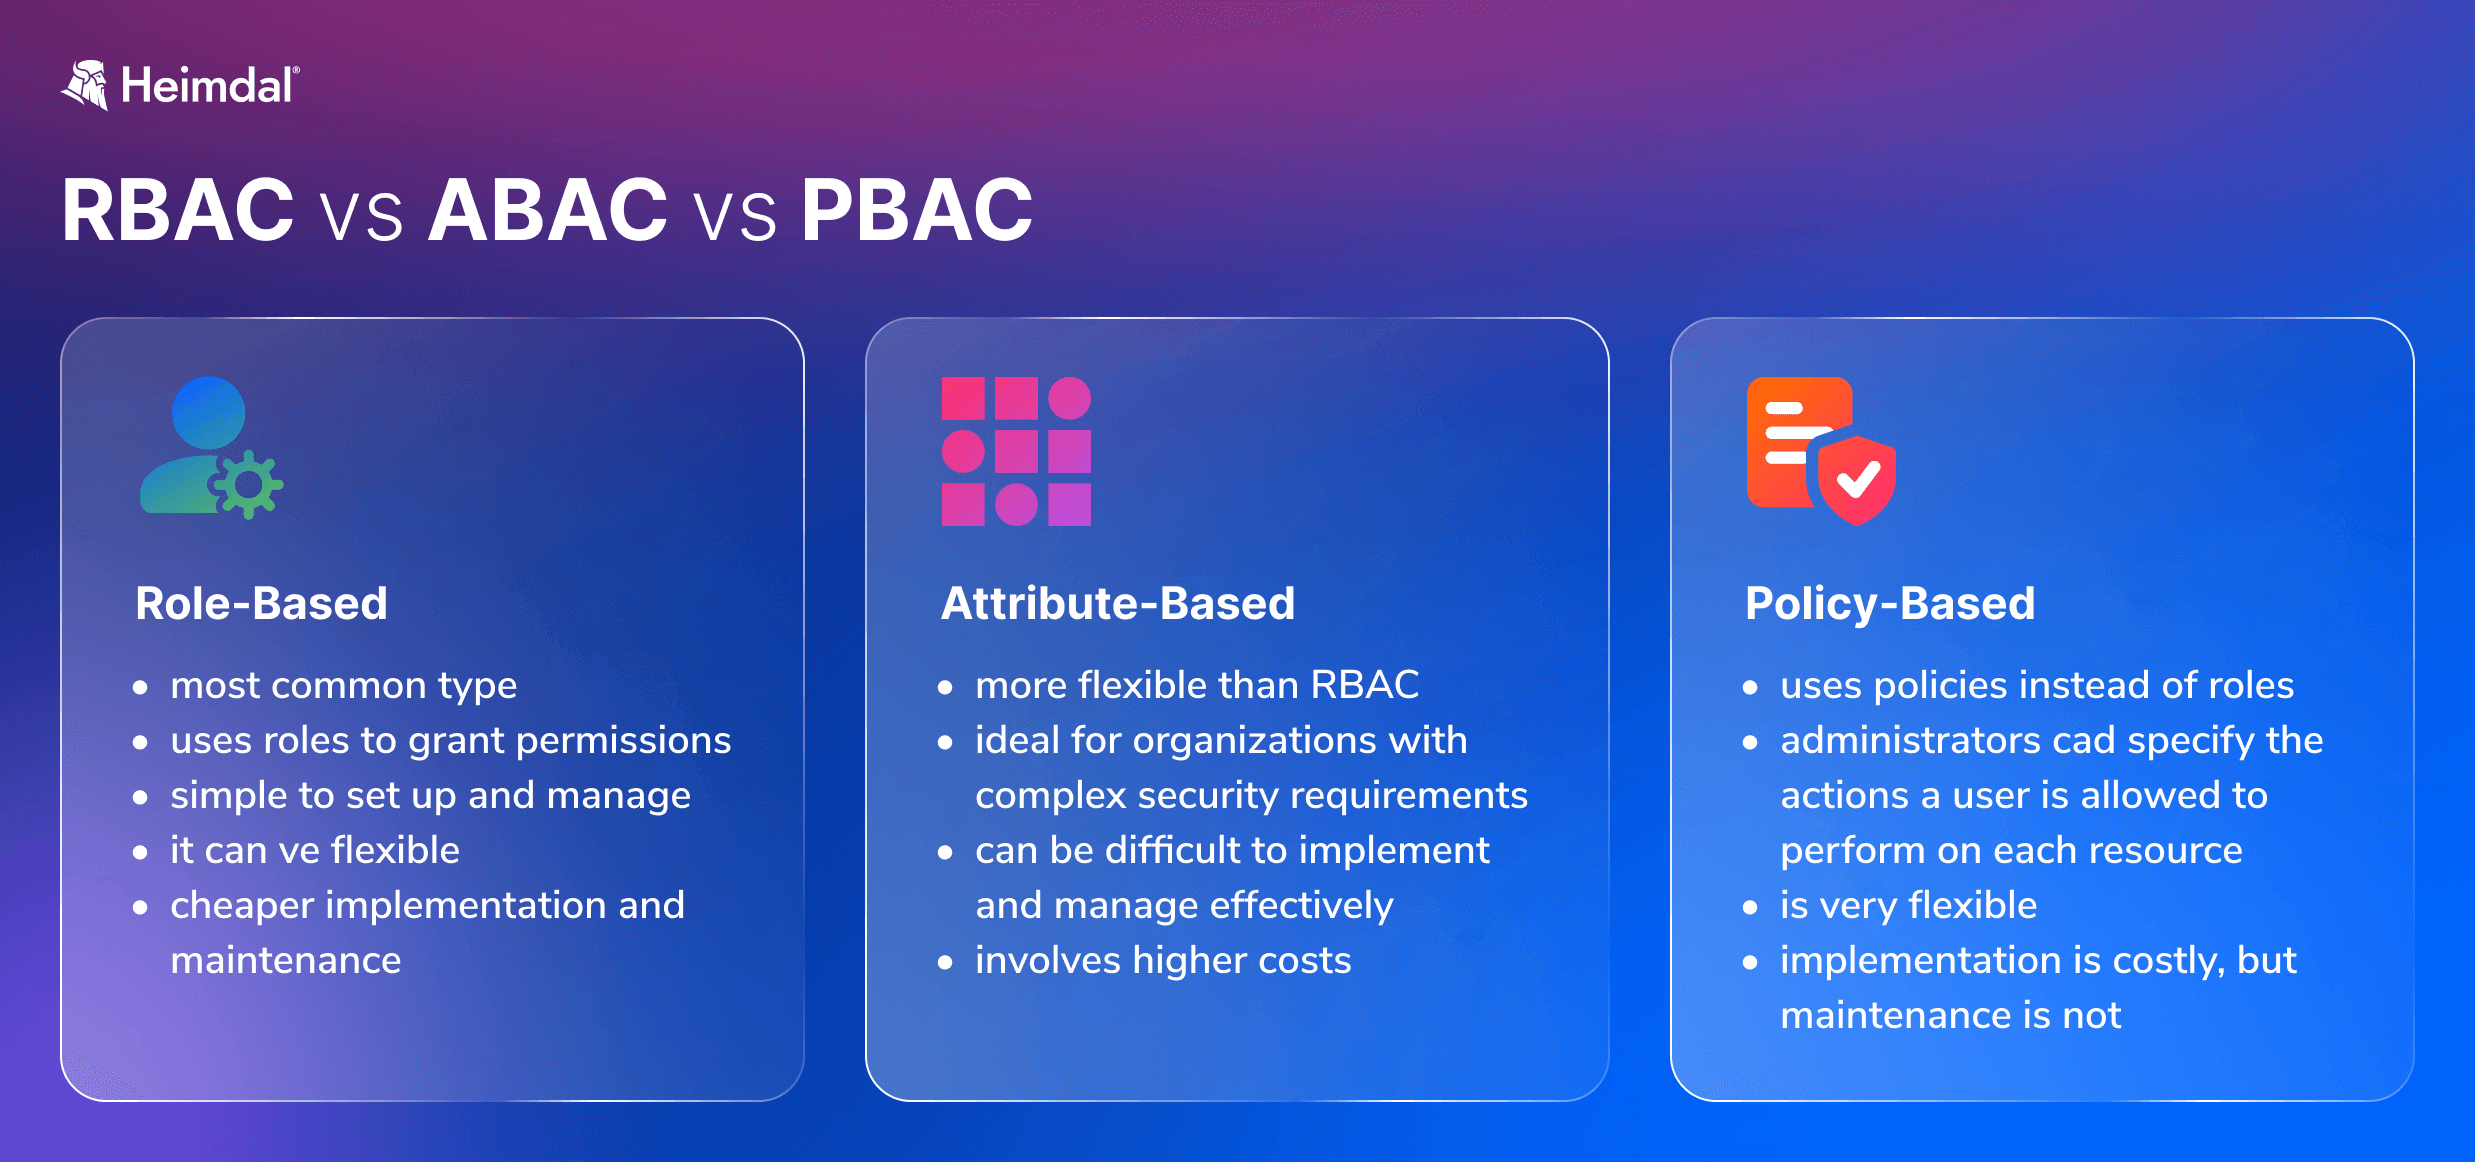 Heimdal®
RBAC vs ABAC vs PBAC
Role-Based
• most common type
• uses roles to grant permissions
• simple to set up and manage
• it can ve flexible
• cheaper implementation and
maintenance
Attribute-Based
• more flexible than RBAC
• ideal for organizations with
complex security requirements
• can be difficult to implement
and manage effectively
• involves higher costs
Policy-Based
• uses policies instead of roles
• administrators cad specify the
actions a user is allowed to
perform on each resource
• is very flexible
• implementation is costly, but
maintenance is not